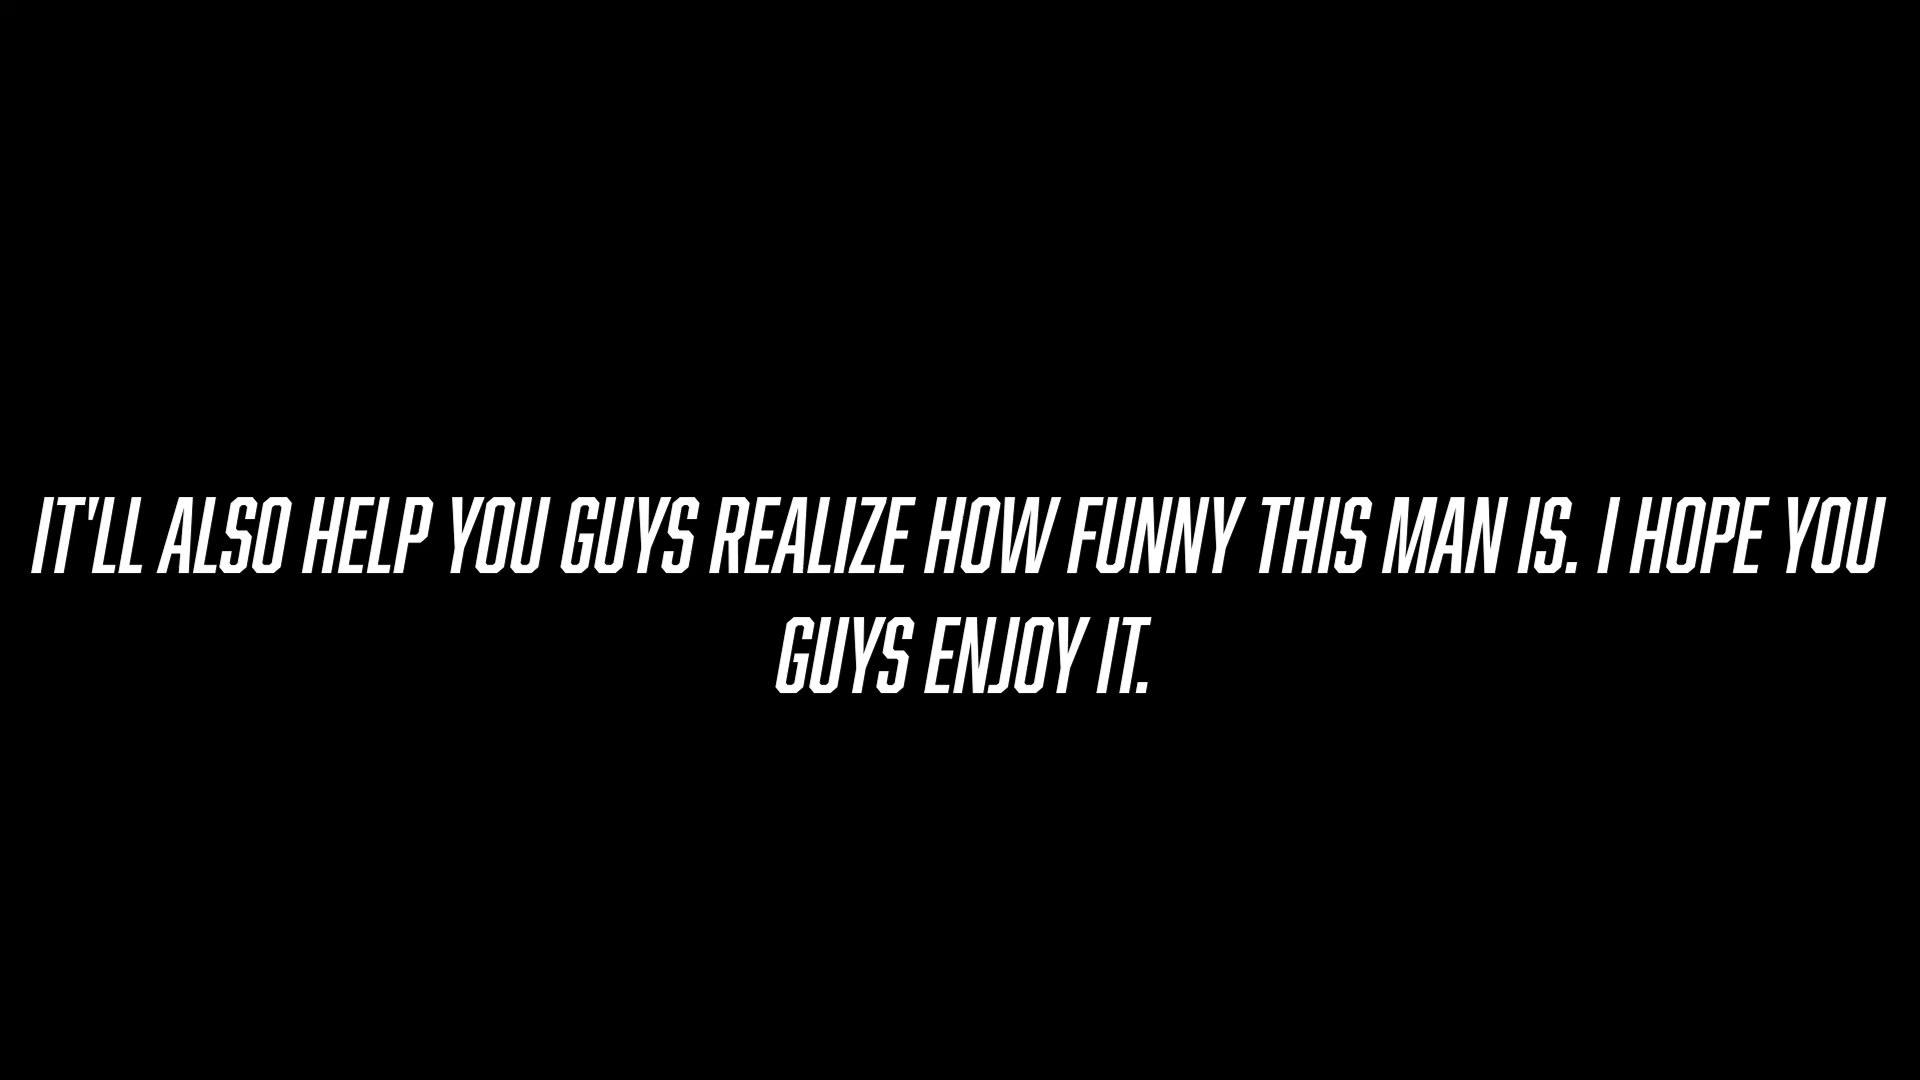 IT'LL ALSO HELP YOU GUYS REALIZE HOW FUNNY THIS MAN IS. I HOPE YOU
GUYS ENJOY IT.